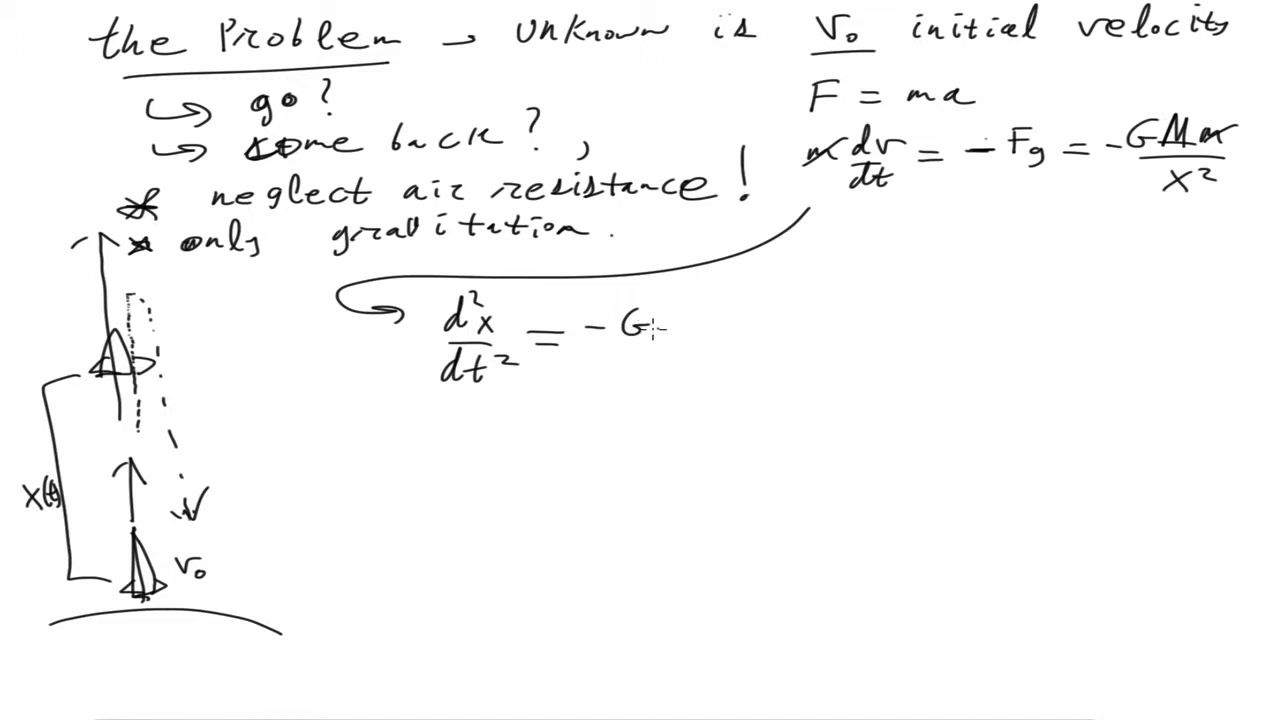 the Problem → Unknown is V₀ initial velocity
↳ go?
↳ come back?,
* neglect air resistance!
* only gravitation.
F = ma
m dv/dt = - Fg = - GMm/x²
d²x/dt² = - G
x(t)
v₀